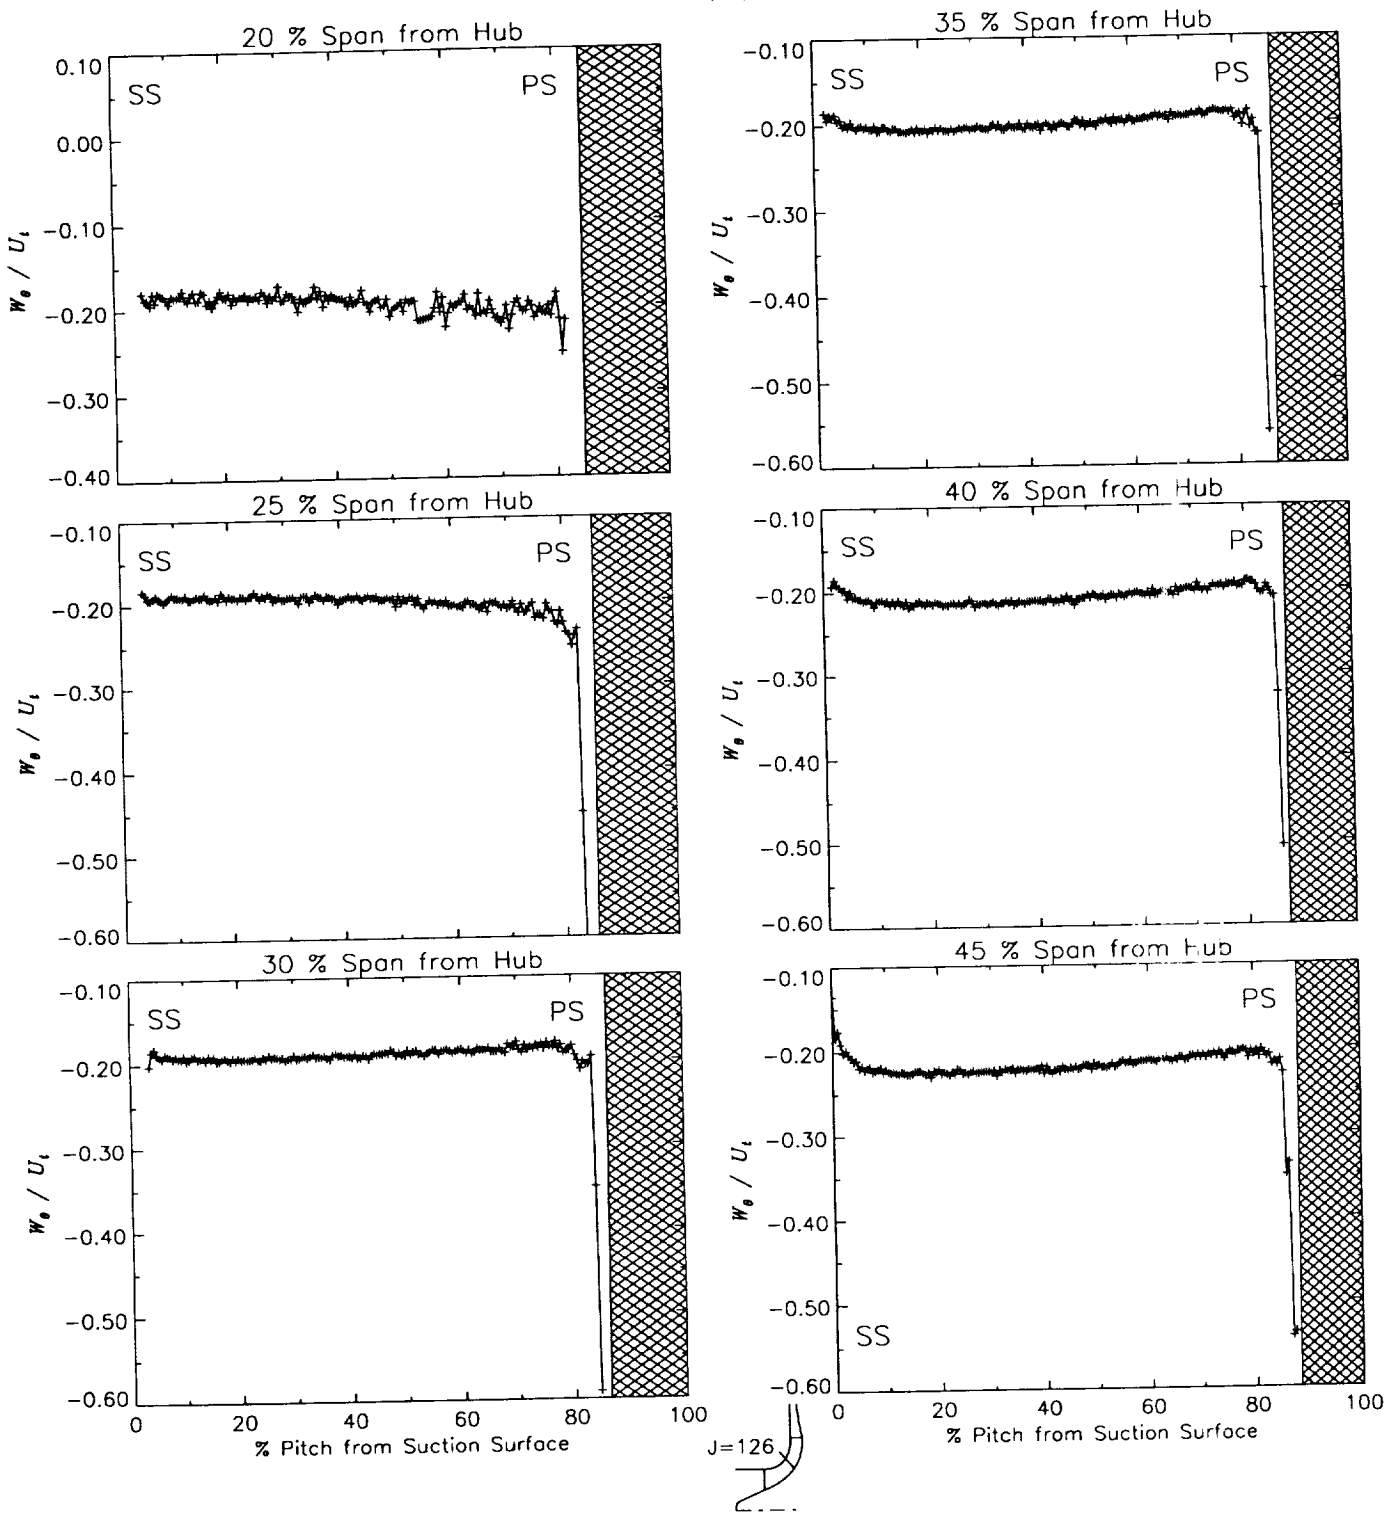 20 % Span from Hub
0.10
0.00
-0.10
-0.20
-0.30
-0.40
W_θ / U_t
SS
PS
25 % Span from Hub
-0.10
-0.20
-0.30
-0.40
-0.50
-0.60
W_θ / U_t
SS
PS
30 % Span from Hub
-0.10
-0.20
-0.30
-0.40
-0.50
-0.60
W_θ / U_t
SS
PS
0 20 40 60 80 100
% Pitch from Suction Surface
35 % Span from Hub
-0.10
-0.20
-0.30
-0.40
-0.50
-0.60
W_θ / U_t
SS
PS
40 % Span from Hub
-0.10
-0.20
-0.30
-0.40
-0.50
-0.60
W_θ / U_t
SS
PS
45 % Span from Hub
-0.10
-0.20
-0.30
-0.40
-0.50
-0.60
W_θ / U_t
PS
SS
0 20 40 60 80 100
% Pitch from Suction Surface
J=126